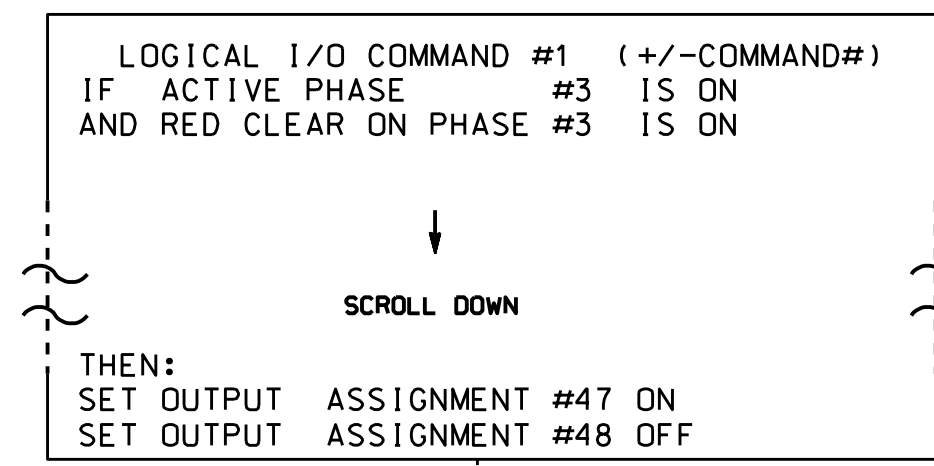 LOGICAL I/O COMMAND #1 (+/-COMMAND#)
IF ACTIVE PHASE #3 IS ON
AND RED CLEAR ON PHASE #3 IS ON
SCROLL DOWN
THEN:
SET OUTPUT ASSIGNMENT #47 ON
SET OUTPUT ASSIGNMENT #48 OFF